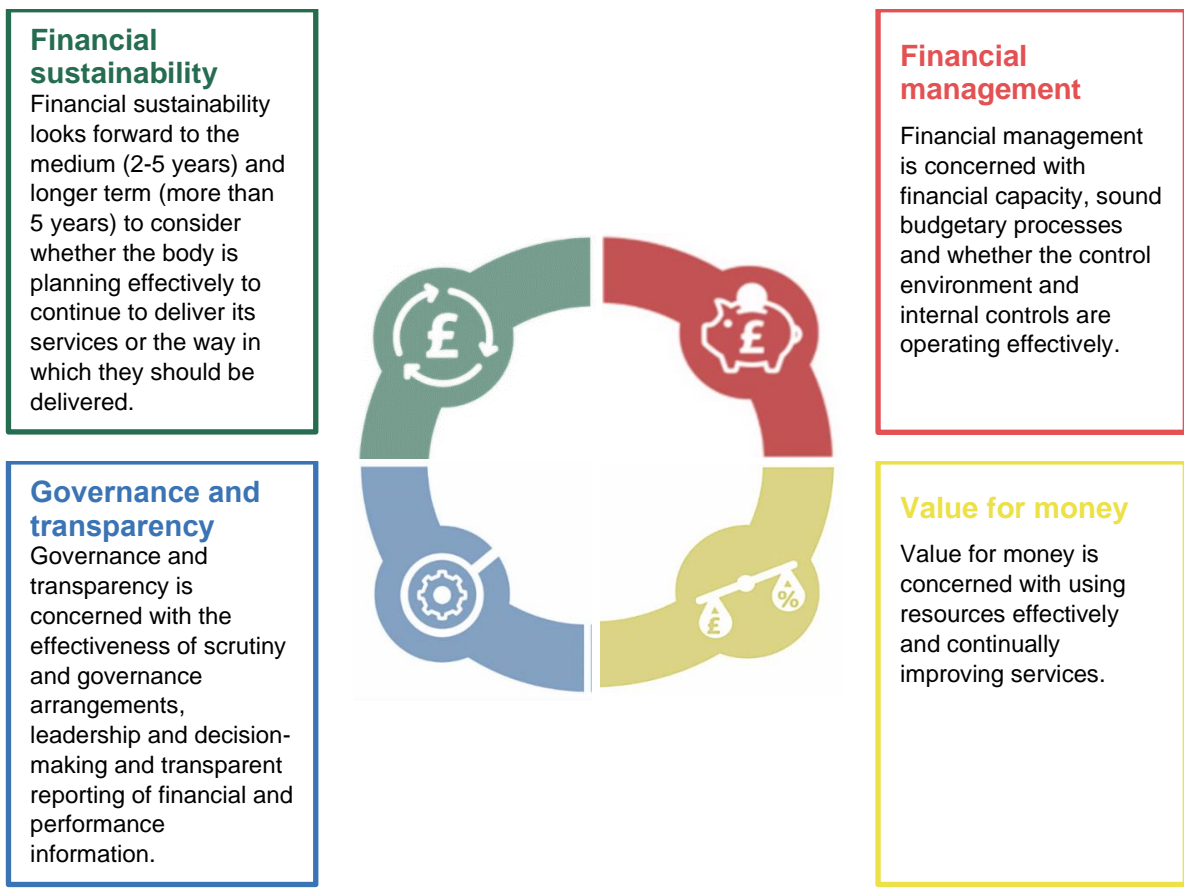 Financial
sustainability
Financial sustainability
looks forward to the
medium (2-5 years) and
longer term (more than
5 years) to consider
whether the body is
planning effectively to
continue to deliver its
services or the way in
which they should be
delivered.
Financial
management
Financial management
is concerned with
financial capacity, sound
budgetary processes
and whether the control
environment and
internal controls are
operating effectively.
£
£
Governance and
transparency
Governance and
transparency is
concerned with the
effectiveness of scrutiny
and governance
arrangements,
leadership and decision-
making and transparent
reporting of financial and
performance
information.
%
£
Value for money
Value for money is
concerned with using
resources effectively
and continually
improving services.